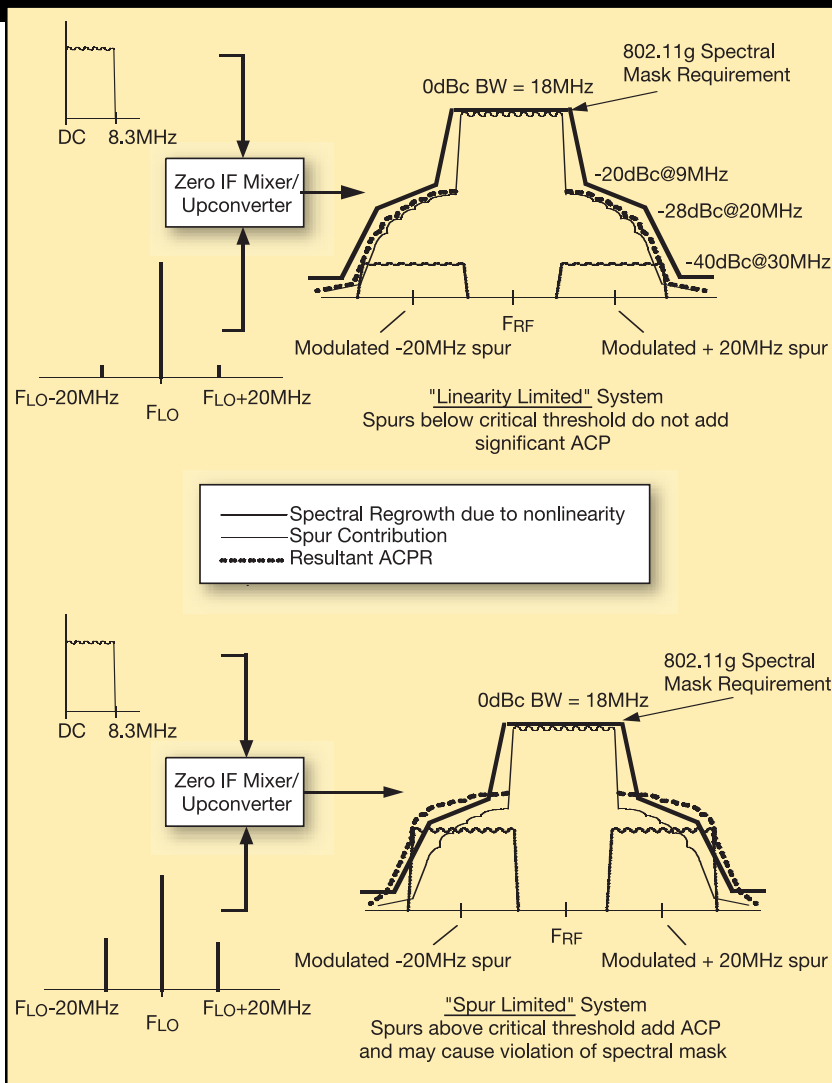 802.11g Spectral
Mask Requirement
0dBc BW = 18MHz
DC 8.3MHz
Zero IF Mixer/
Upconverter
-20dBc@9MHz
-28dBc@20MHz
-40dBc@30MHz
FRF
Modulated -20MHz spur
Modulated + 20MHz spur
FLO-20MHz
FLO
FLO+20MHz
"Linearity Limited" System
Spurs below critical threshold do not add
significant ACP
Spectral Regrowth due to nonlinearity
Spur Contribution
Resultant ACPR
802.11g Spectral
Mask Requirement
0dBc BW = 18MHz
DC 8.3MHz
Zero IF Mixer/
Upconverter
FRF
Modulated -20MHz spur
Modulated + 20MHz spur
FLO-20MHz
FLO
FLO+20MHz
"Spur Limited" System
Spurs above critical threshold add ACP
and may cause violation of spectral mask